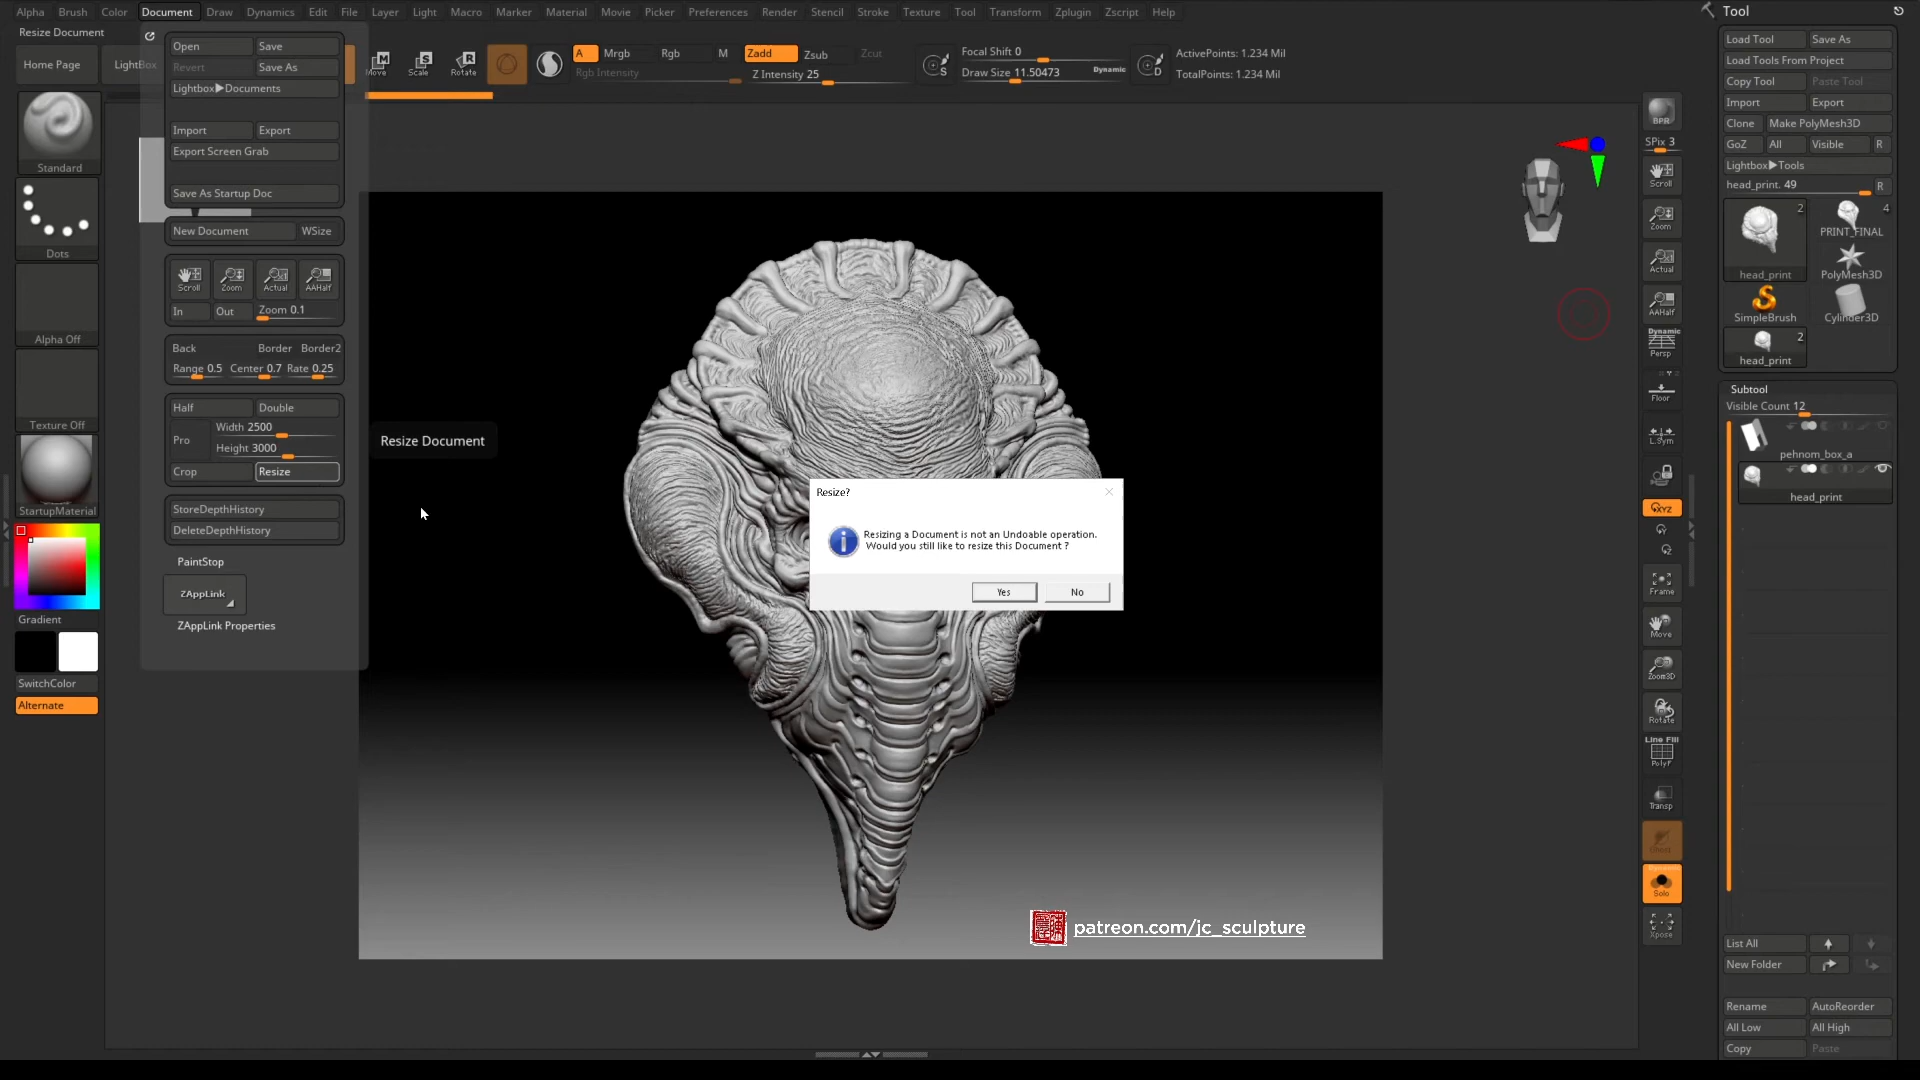 Alpha Brush Color Document Draw Dynamics Edit File Layer Light Macro Marker Material Movie Picker Preferences Render Stencil Stroke Texture Tool Transform Zplugin Zscript Help
Resize Document
Home Page
LightBox
Open Save
Revert Save As
Lightbox▶Documents
Import Export
Export Screen Grab
Save As Startup Doc
New Document WSize
Scroll Zoom Actual AAHalf
In Out Zoom 0.1
Back Border Border2
Range 0.5 Center 0.7 Rate 0.25
Half Double
Pro
Width 2500
Height 3000
Crop Resize
StoreDepthHistory
DeleteDepthHistory
PaintStop
ZAppLink
ZAppLink Properties
Move Scale Rotate
A Mrgb Rgb M
Rgb Intensity
Zadd Zsub Zcut
Z Intensity 25
Focal Shift 0
Draw Size 11.50473 Dynamic
ActivePoints: 1.234 Mil
TotalPoints: 1.234 Mil
Standard
Dots
Alpha Off
Texture Off
StartupMaterial
Gradient
SwitchColor
Alternate
Resize Document
Resize?
Resizing a Document is not an Undoable operation.
Would you still like to resize this Document ?
Yes No
patreon.com/jc_sculpture
BPR
SPix 3
Scroll
Zoom
Actual
AAHalf
Dynamic
Persp
Floor
L.Sym
XYZ
Frame
Move
Zoom3D
Rotate
Line Fill
PolyF
Transp
Solo
Xpose
Tool
Load Tool Save As
Load Tools From Project
Copy Tool Paste Tool
Import Export
Clone Make PolyMesh3D
GoZ All Visible R
Lightbox▶Tools
head_print. 49 R
2 4
head_print
PRINT_FINAL
PolyMesh3D
SimpleBrush Cylinder3D
2
head_print
Subtool
Visible Count 12
pehnom_box_a
head_print
List All
New Folder
Rename AutoReorder
All Low All High
Copy Paste